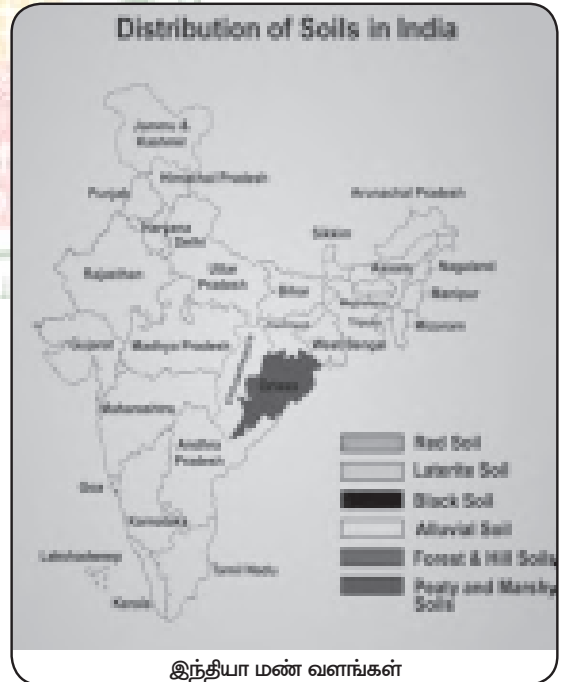 Distribution of Soils in India
Jammu &
Kashmir
Himachal Pradesh
Punjab
Arunachal Pradesh
Haryana
Delhi
Sikkim
Rajasthan
Uttar
Pradesh
Assam
Nagaland
Bihar
Manipur
Gujarat
Madhya Pradesh
West Bengal
Mizoram
Orissa
Maharashtra
Andhra
Pradesh
Goa
Karnataka
Lakshadweep
Tamil Nadu
Kerala
Red Soil
Laterite Soil
Black Soil
Alluvial Soil
Forest & Hill Soils
Peaty and Marshy
Soils
இந்தியா மண் வளங்கள்